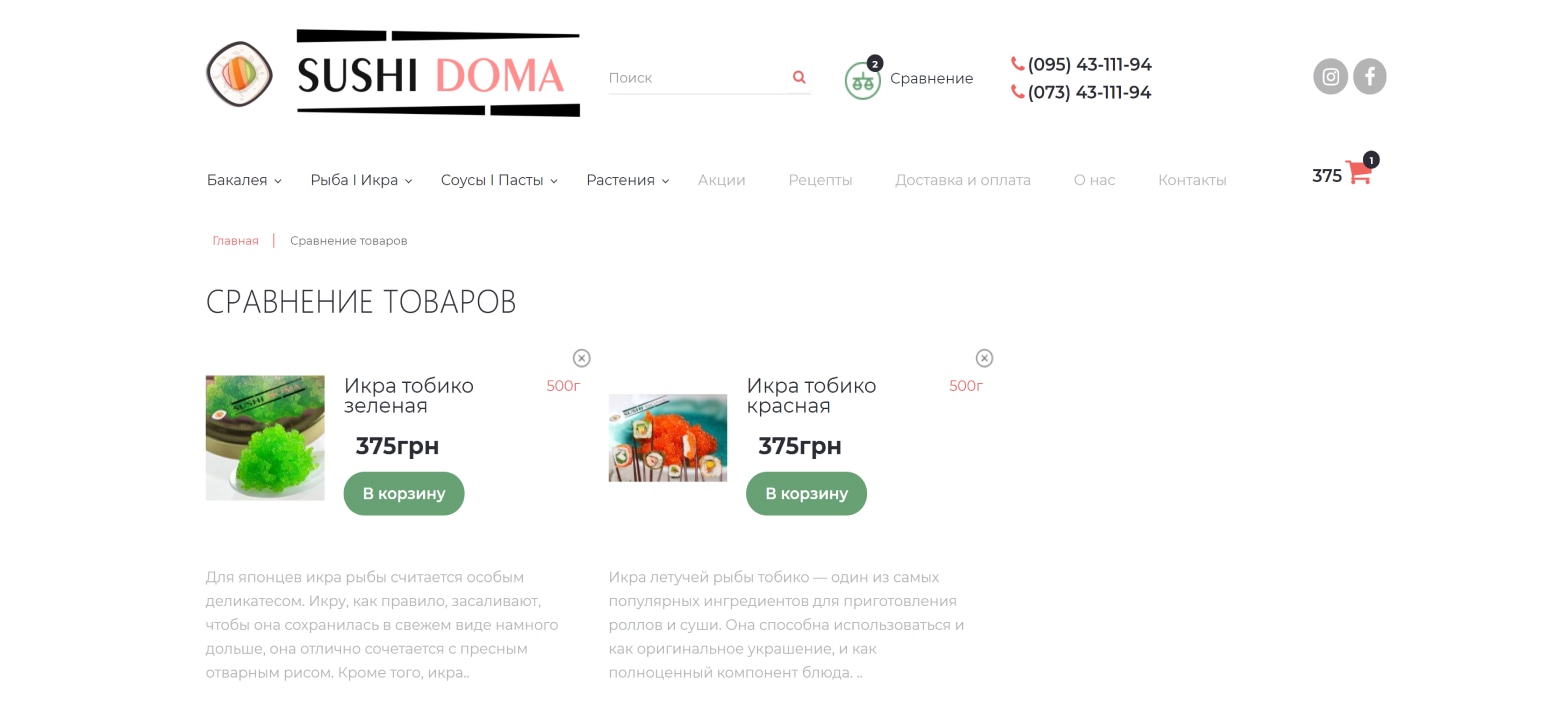 SUSHI DOMA
Поиск
2
Сравнение
(095) 43-111-94
(073) 43-111-94
Бакалея
Рыба I Икра
Соусы I Пасты
Растения
Акции
Рецепты
Доставка и оплата
О нас
Контакты
375
1
Главная
Сравнение товаров
СРАВНЕНИЕ ТОВАРОВ
Икра тобико
зеленая
500г
375грн
В корзину
Икра тобико
красная
500г
375грн
В корзину
Для японцев икра рыбы считается особым
деликатесом. Икру, как правило, засаливают,
чтобы она сохранилась в свежем виде намного
дольше, она отлично сочетается с пресным
отварным рисом. Кроме того, икра..
Икра летучей рыбы тобико — один из самых
популярных ингредиентов для приготовления
роллов и суши. Она способна использоваться и
как оригинальное украшение, и как
полноценный компонент блюда. ..